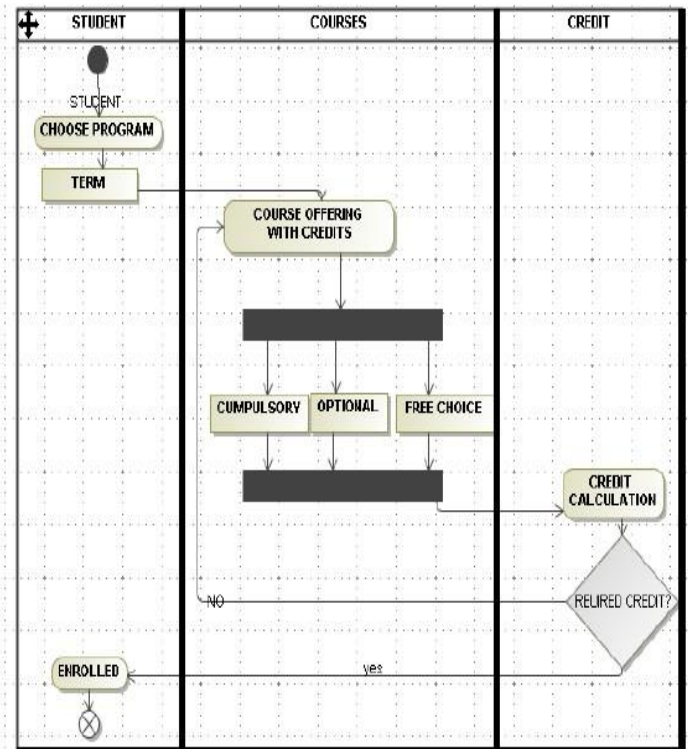 STUDENT
COURSES
CREDIT
STUDENT
CHOOSE PROGRAM
TERM
COURSE OFFERING
WITH CREDITS
CUMPULSORY
OPTIONAL
FREE CHOICE
CREDIT
CALCULATION
RELIRED CREDIT?
NO
yes
ENROLLED